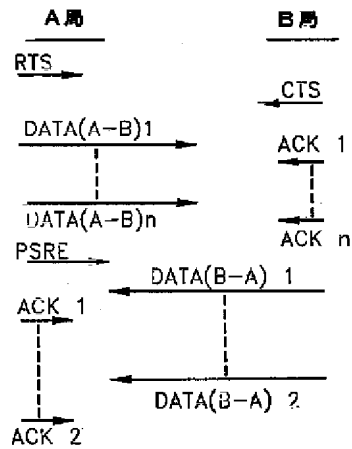 A局 B局
RTS
CTS
DATA(A-B)1
ACK 1
DATA(A-B)n
ACK n
PSRE
DATA(B-A) 1
ACK 1
DATA(B-A) 2
ACK 2